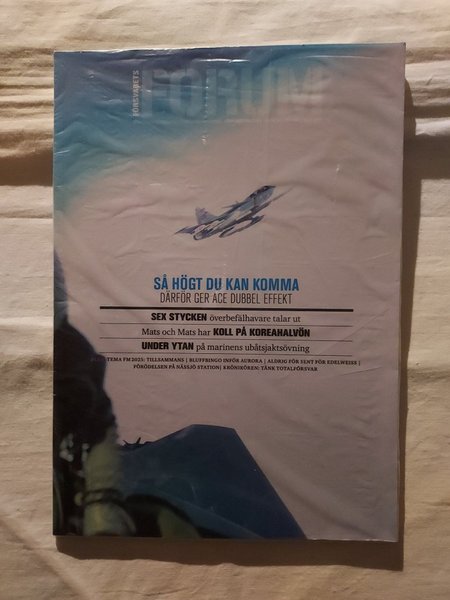 FÖRSVARETS
FORUM
SÅ HÖGT DU KAN KOMMA
DÄRFÖR GER ACE DUBBEL EFFEKT
SEX STYCKEN överbefälhavare talar ut
Mats och Mats har KOLL PÅ KOREAHALVÖN
UNDER YTAN på marinens ubåtsjaktsövning
TEMA FM 2025: TILLSAMMANS | BLUFFRINGO INFÖR AURORA | ALDRIG FÖR SENT FÖR EDELWEISS |
FÖRÖDELSEN PÅ NÄSSJÖ STATION | KRÖNIKÖREN: TÄNK TOTALFÖRSVAR